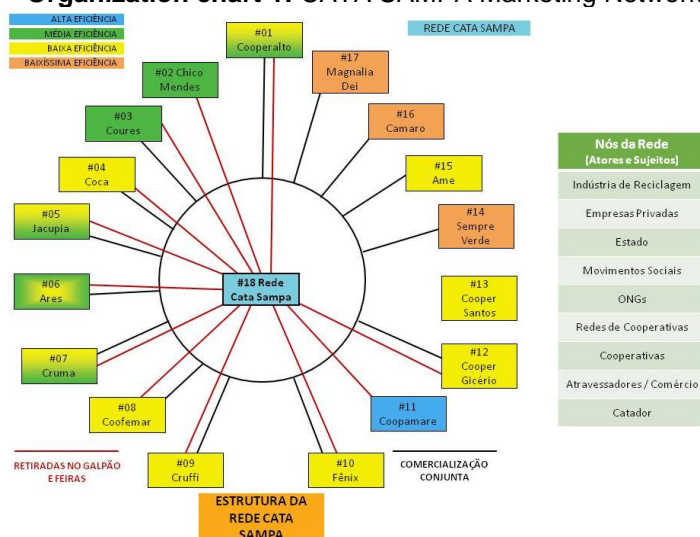 Organization chart 1. CATA SAMPA Marketing Network
ALTA EFICIÊNCIA
MÉDIA EFICIÊNCIA
BAIXA EFICIÊNCIA
BAIXÍSSIMA EFICIÊNCIA
REDE CATA SAMPA
#01
Cooperalto
#17
Magnalia
Dei
#02 Chico
Mendes
#16
Camaro
#03
Coures
#15
Ame
#04
Coca
#14
Sempre
Verde
#05
Jacupia
#18 Rede
Cata Sampa
#13
Cooper
Santos
#06
Ares
#12
Cooper
Gicério
#07
Cruma
#11
Coopamare
#08
Coofemar
#09
Cruffi
#10
Fênix
RETIRADAS NO GALPÃO
E FEIRAS
COMERCIALIZAÇÃO
CONJUNTA
ESTRUTURA DA
REDE CATA
SAMPA
Nós da Rede
(Atores e Sujeitos)
Indústria de Reciclagem
Empresas Privadas
Estado
Movimentos Sociais
ONGs
Redes de Cooperativas
Cooperativas
Atravessadores / Comércio
Catador